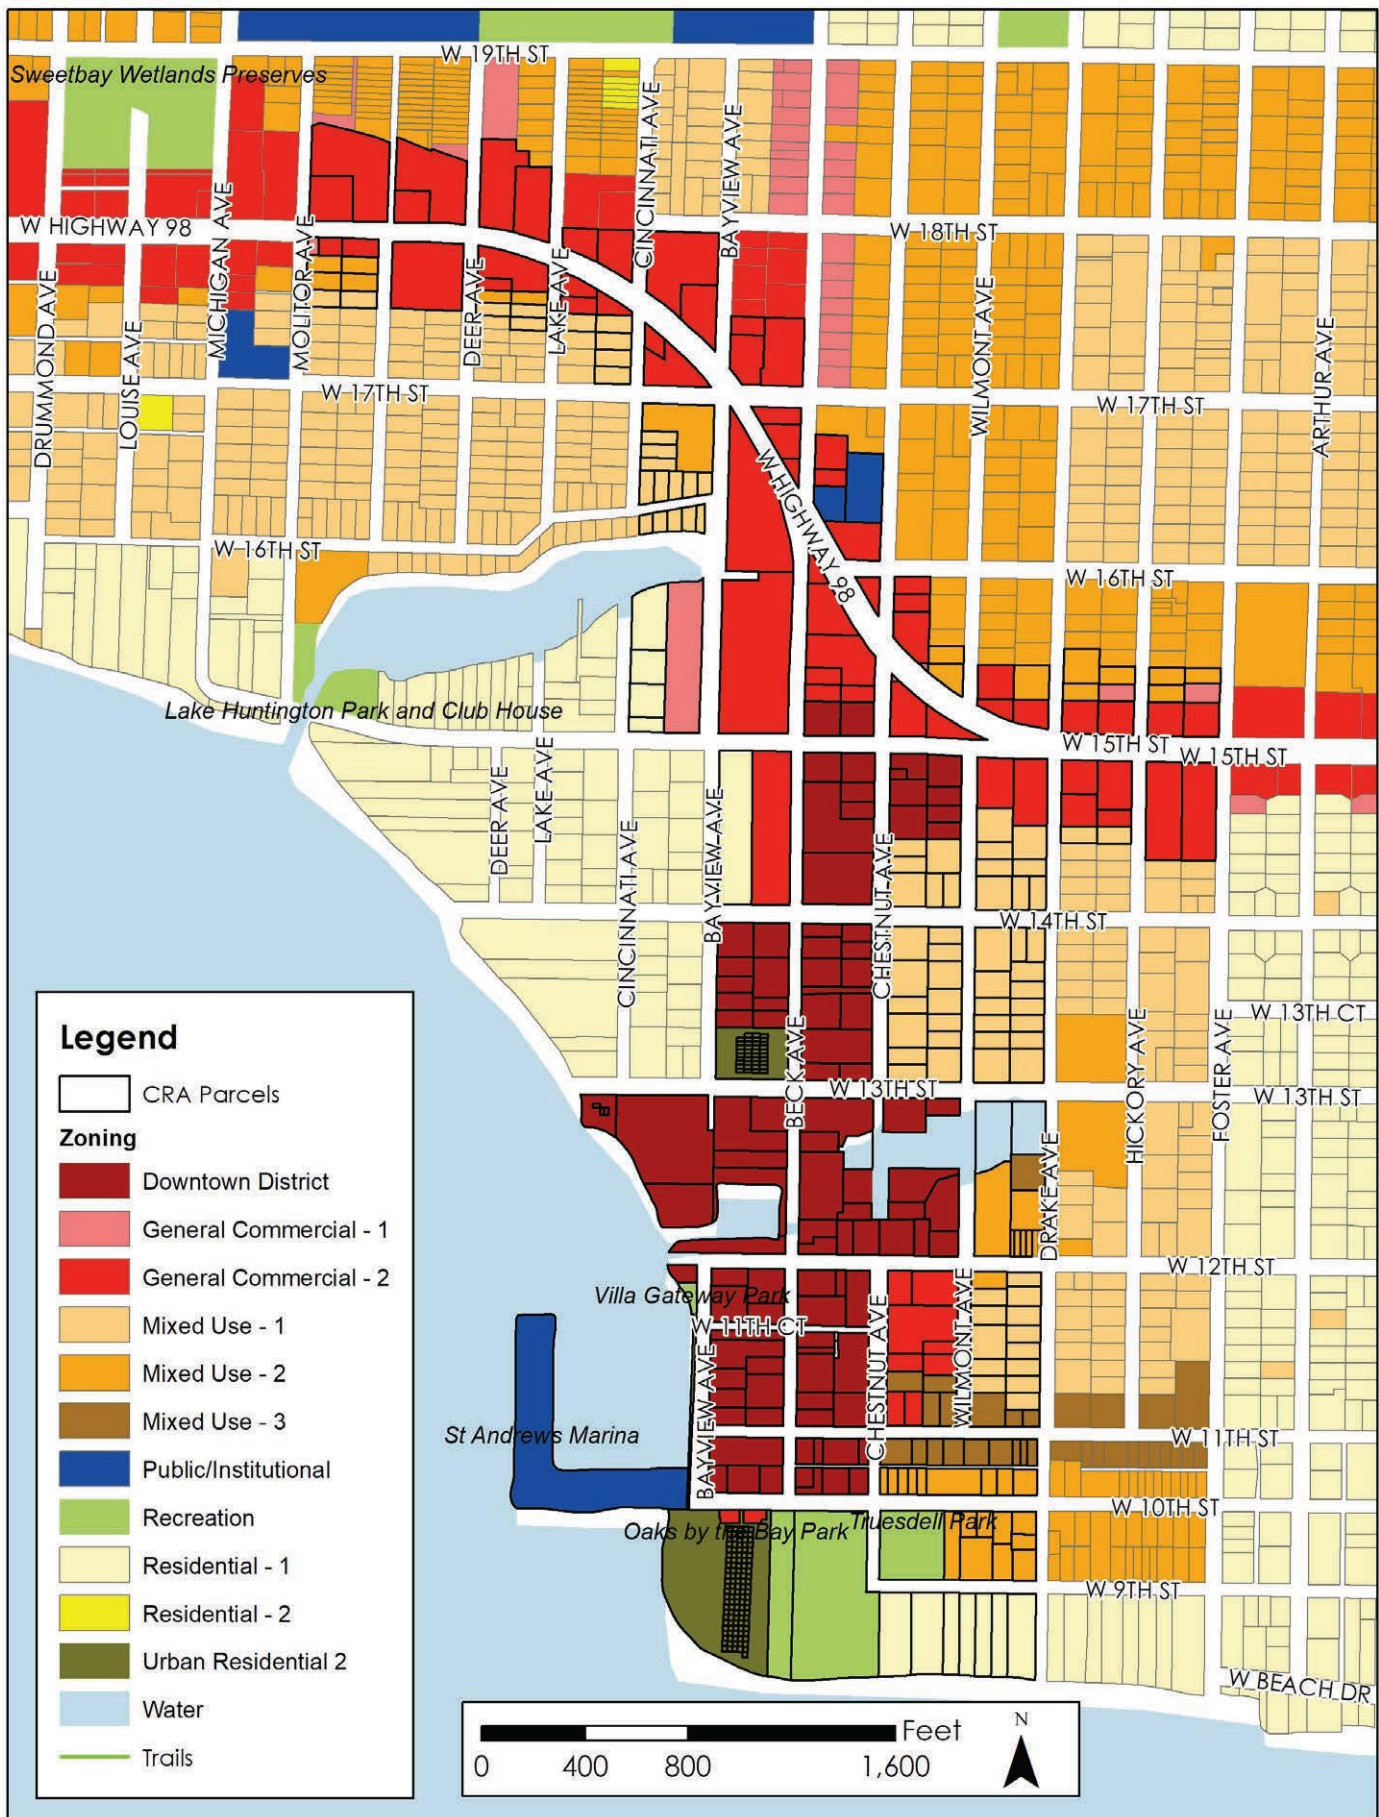 W 19TH ST
Sweetbay Wetlands Preserves
CINCINNATI AVE
BAYVIEW AVE
MICHIGAN AVE
W HIGHWAY 98
MOLITOR AVE
W 18TH ST
DEER AVE
LAKE AVE
WILMONT AVE
DRUMMOND AVE
LOUISE AVE
ARTHUR AVE
W 17TH ST
W 17TH ST
W HIGHWAY 98
W 16TH ST
W 16TH ST
Lake Huntington Park and Club House
W 15TH ST
W 15TH ST
DEER AVE
LAKE AVE
CINCINNATI AVE
BAYVIEW AVE
CHESTNUT AVE
W 14TH ST
W 13TH CT
BECK AVE
HICKORY AVE
FOSTER AVE
W 13TH ST
W 13TH ST
DRAKE AVE
W 12TH ST
Villa Gateway Park
W 11TH CT
CHESTNUT AVE
WILMONT AVE
BAYVIEW AVE
St Andrews Marina
W 11TH ST
W 10TH ST
Oaks by the Bay Park
Truesdell Park
W 9TH ST
W BEACH DR
Legend
CRA Parcels
Zoning
Downtown District
General Commercial - 1
General Commercial - 2
Mixed Use - 1
Mixed Use - 2
Mixed Use - 3
Public/Institutional
Recreation
Residential - 1
Residential - 2
Urban Residential 2
Water
Trails
Feet
0 400 800 1,600
N